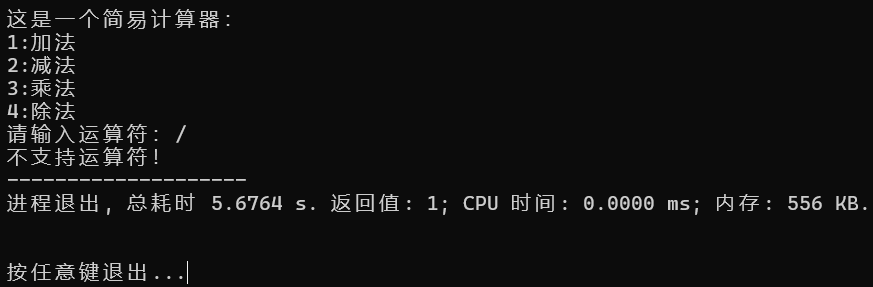 这是一个简易计算器:
1:加法
2:减法
3:乘法
4:除法
请输入运算符: /
不支持运算符!
--------------------
进程退出, 总耗时 5.6764 s. 返回值: 1; CPU 时间: 0.0000 ms; 内存: 556 KB.
按任意键退出...